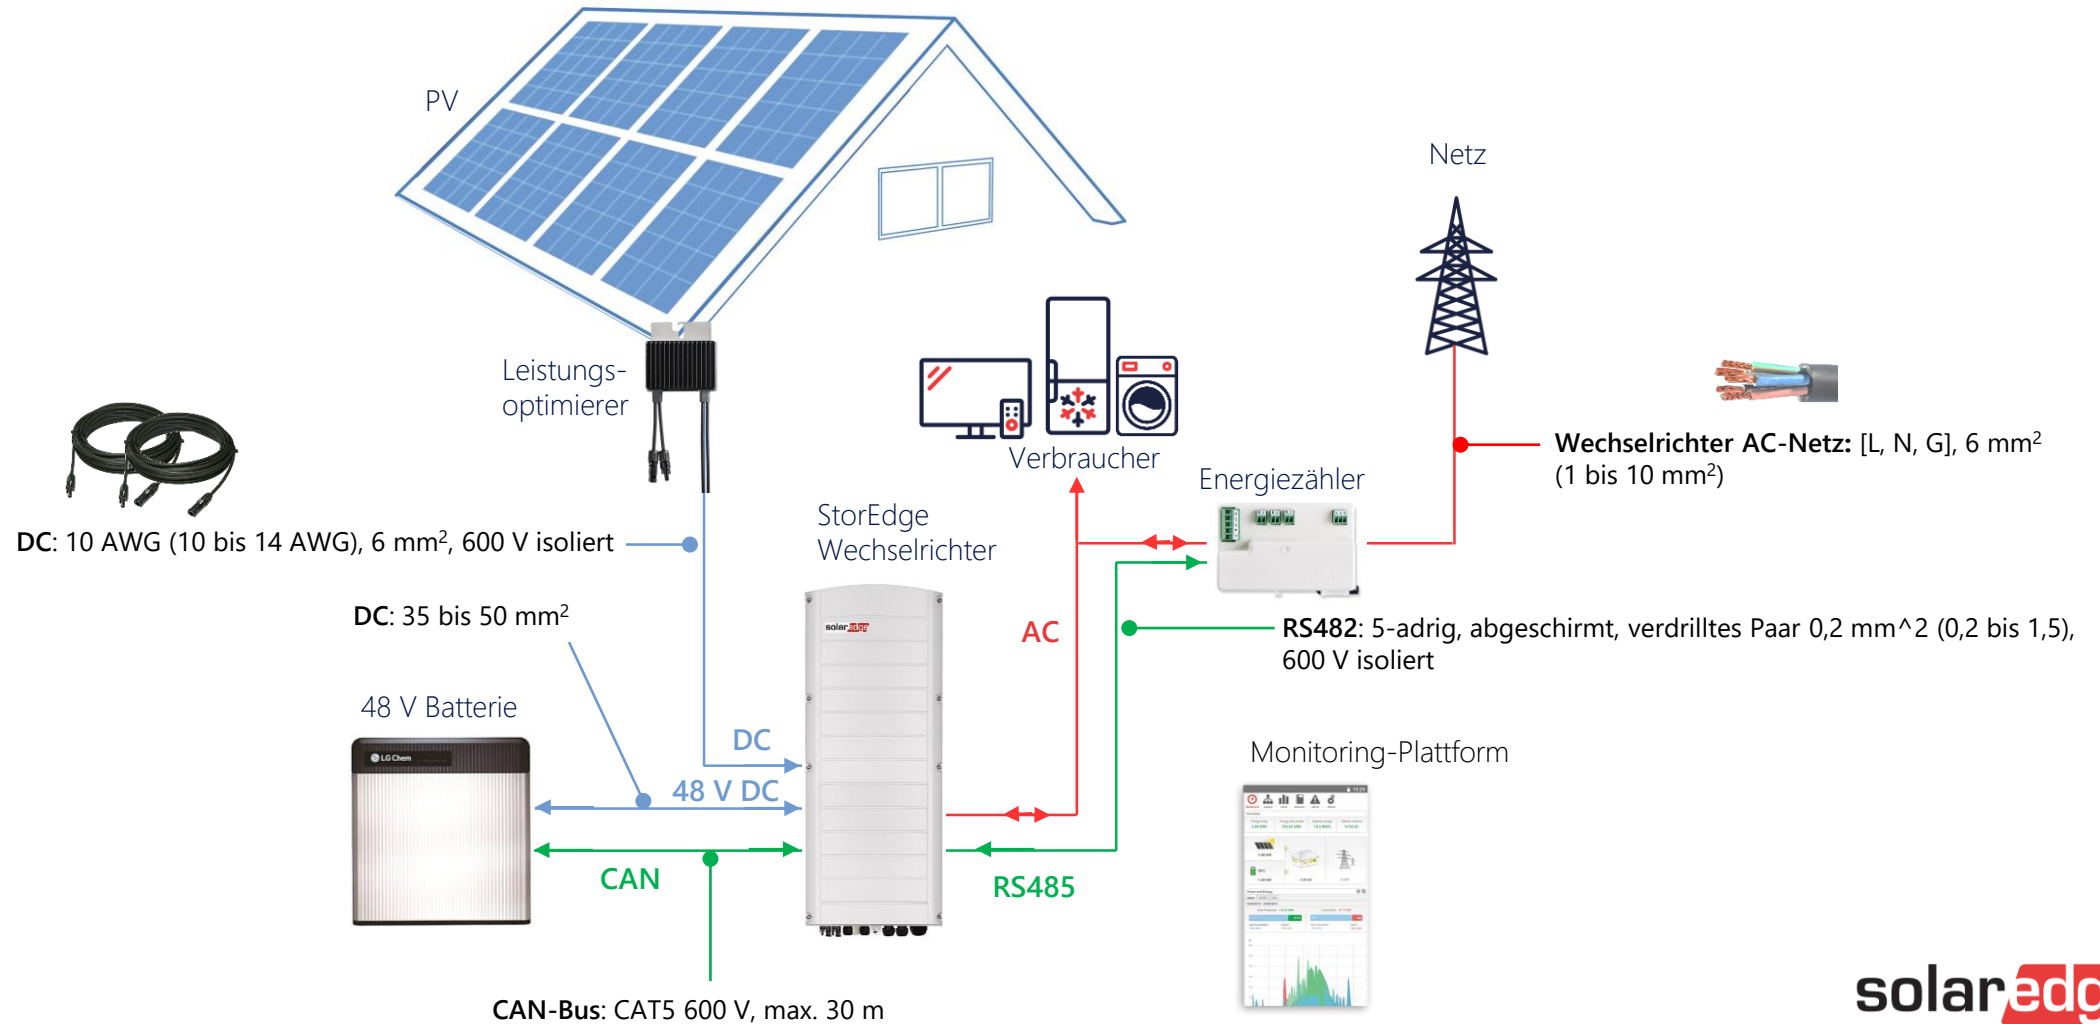 PV
Netz
Leistungs-
optimierer
Verbraucher
Wechselrichter AC-Netz: [L, N, G], 6 mm²
(1 bis 10 mm²)
Energiezähler
StorEdge
Wechselrichter
DC: 10 AWG (10 bis 14 AWG), 6 mm², 600 V isoliert
DC: 35 bis 50 mm²
solaredge
AC
RS482: 5-adrig, abgeschirmt, verdrilltes Paar 0,2 mm^2 (0,2 bis 1,5),
600 V isoliert
48 V Batterie
LG Chem
DC
48 V DC
Monitoring-Plattform
CAN
RS485
CAN-Bus: CAT5 600 V, max. 30 m
solaredg